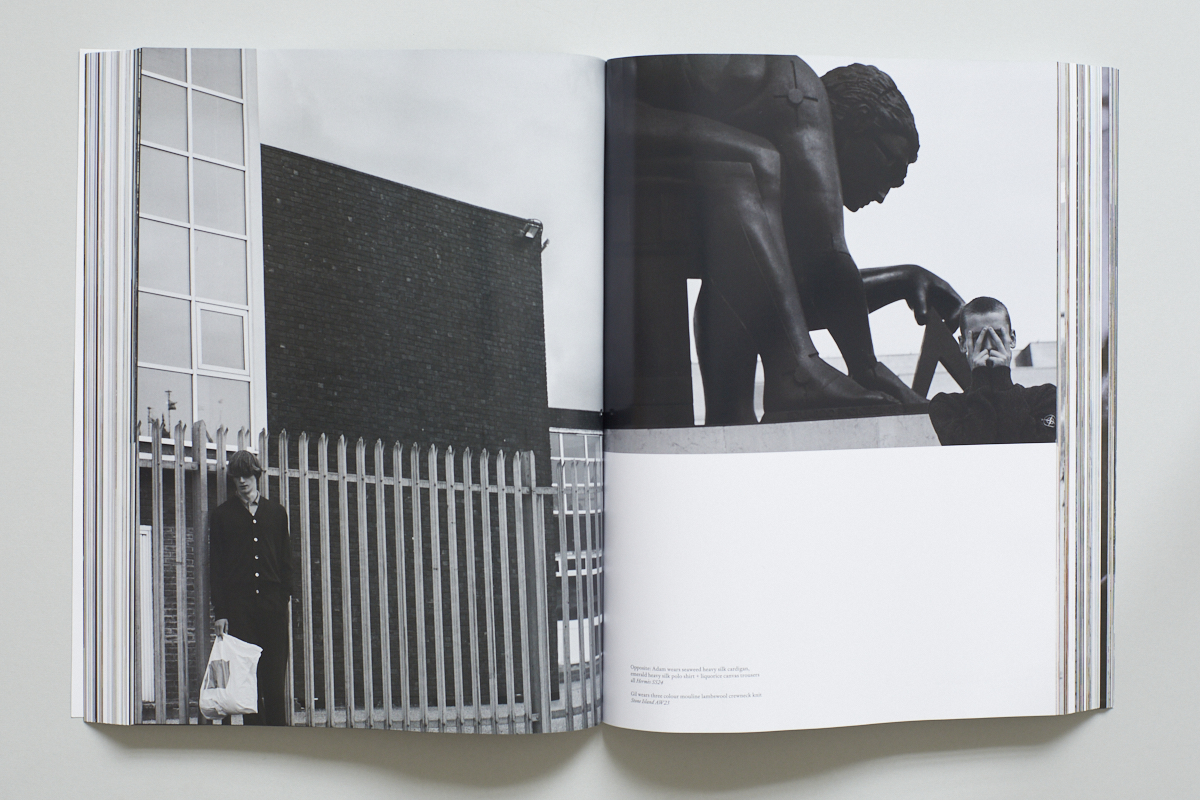 Opposite: Adam wears seaweed heavy silk cardigan,
emerald heavy silk polo shirt + liquorice canvas trousers
all Hermès SS24
Gil wears three colour mouline lambswool crewneck knit
Stone Island AW23